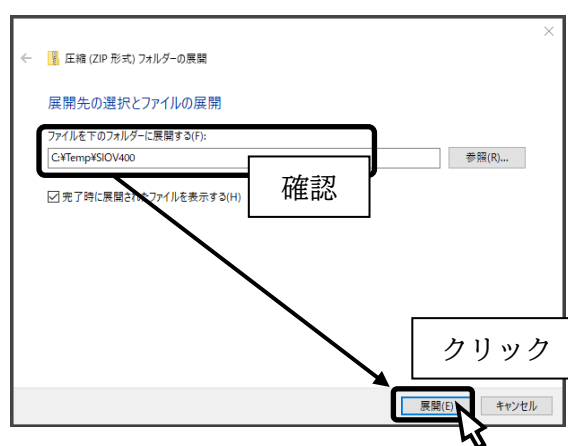 圧縮 (ZIP 形式) フォルダーの展開
展開先の選択とファイルの展開
ファイルを下のフォルダーに展開する(F):
C:¥Temp¥SIOV400
参照(R)...
確認
完了時に展開されたファイルを表示する(H)
クリック
展開(E)
キャンセル